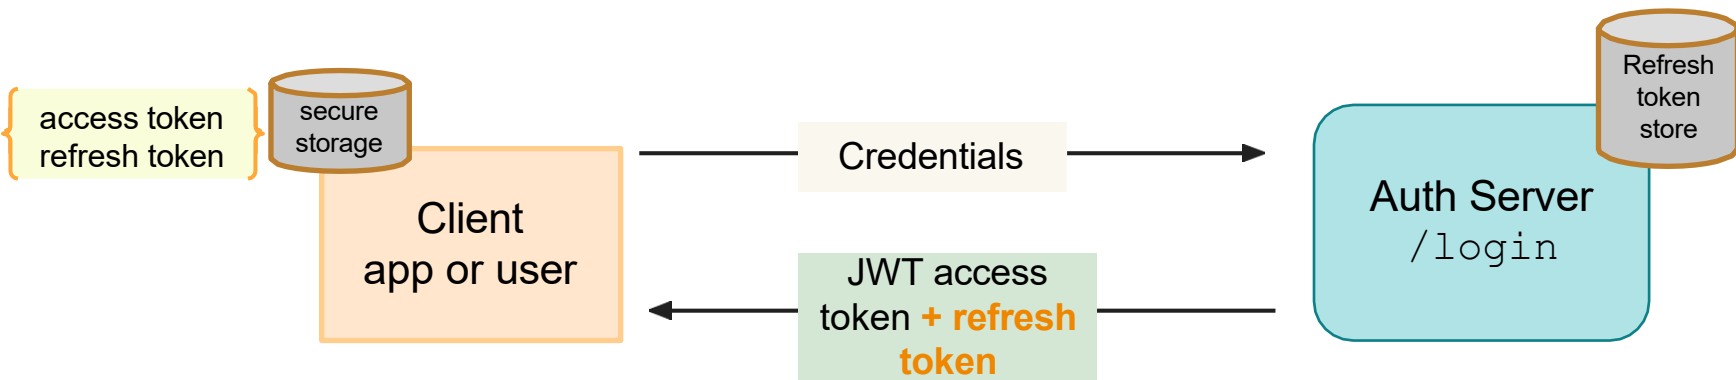 access token
refresh token
secure
storage
Client
app or user
Credentials
JWT access
token + refresh
token
Refresh
token
store
Auth Server
/login